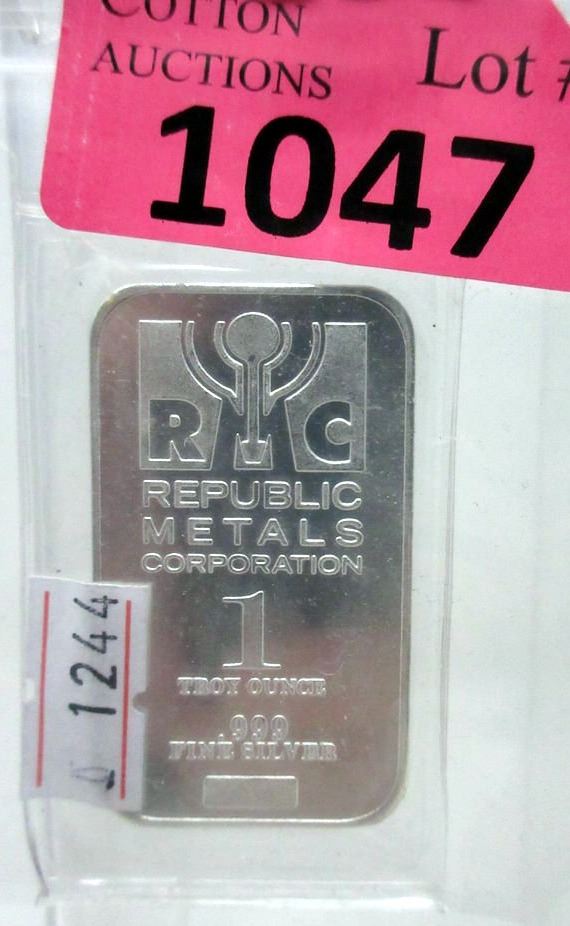 COTTON
AUCTIONS
Lot #
1047
RMC
REPUBLIC
METALS
CORPORATION
1
TROY OUNCE
.999
FINE SILVER
1244